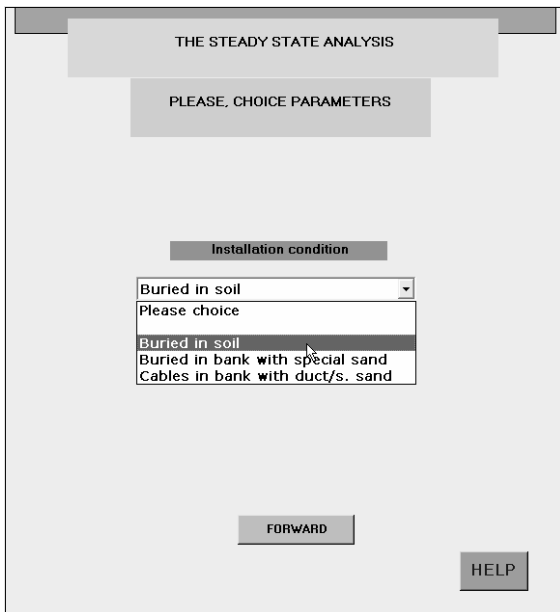 THE STEADY STATE ANALYSIS
PLEASE, CHOICE PARAMETERS
Installation condition
Buried in soil
Please choice
Buried in soil
Buried in bank with special sand
Cables in bank with duct/s. sand
FORWARD
HELP